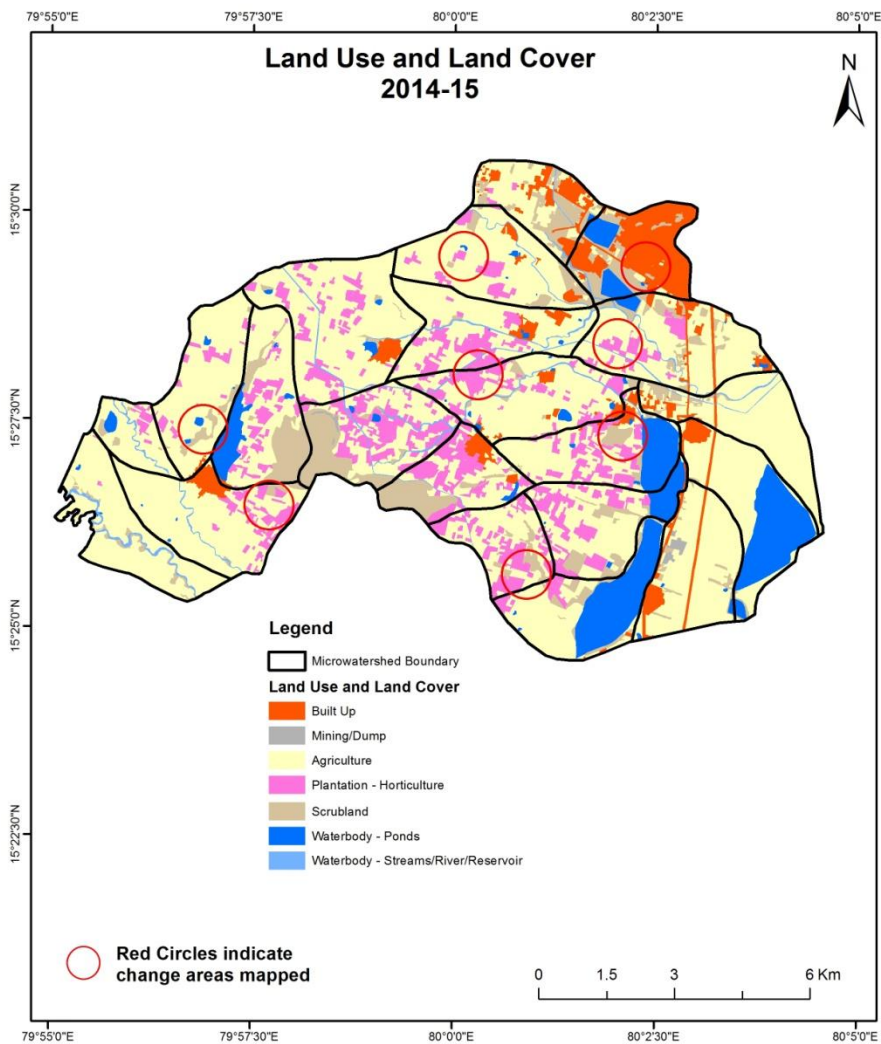 79°55'0"E 79°57'30"E 80°0'0"E 80°2'30"E 80°5'0"E
Land Use and Land Cover
2014-15
N
15°30'0"N
15°27'30"N
15°25'0"N
15°22'30"N
Legend
Microwatershed Boundary
Land Use and Land Cover
Built Up
Mining/Dump
Agriculture
Plantation - Horticulture
Scrubland
Waterbody - Ponds
Waterbody - Streams/River/Reservoir
Red Circles indicate
change areas mapped
0 1.5 3 6 Km
79°55'0"E 79°57'30"E 80°0'0"E 80°2'30"E 80°5'0"E